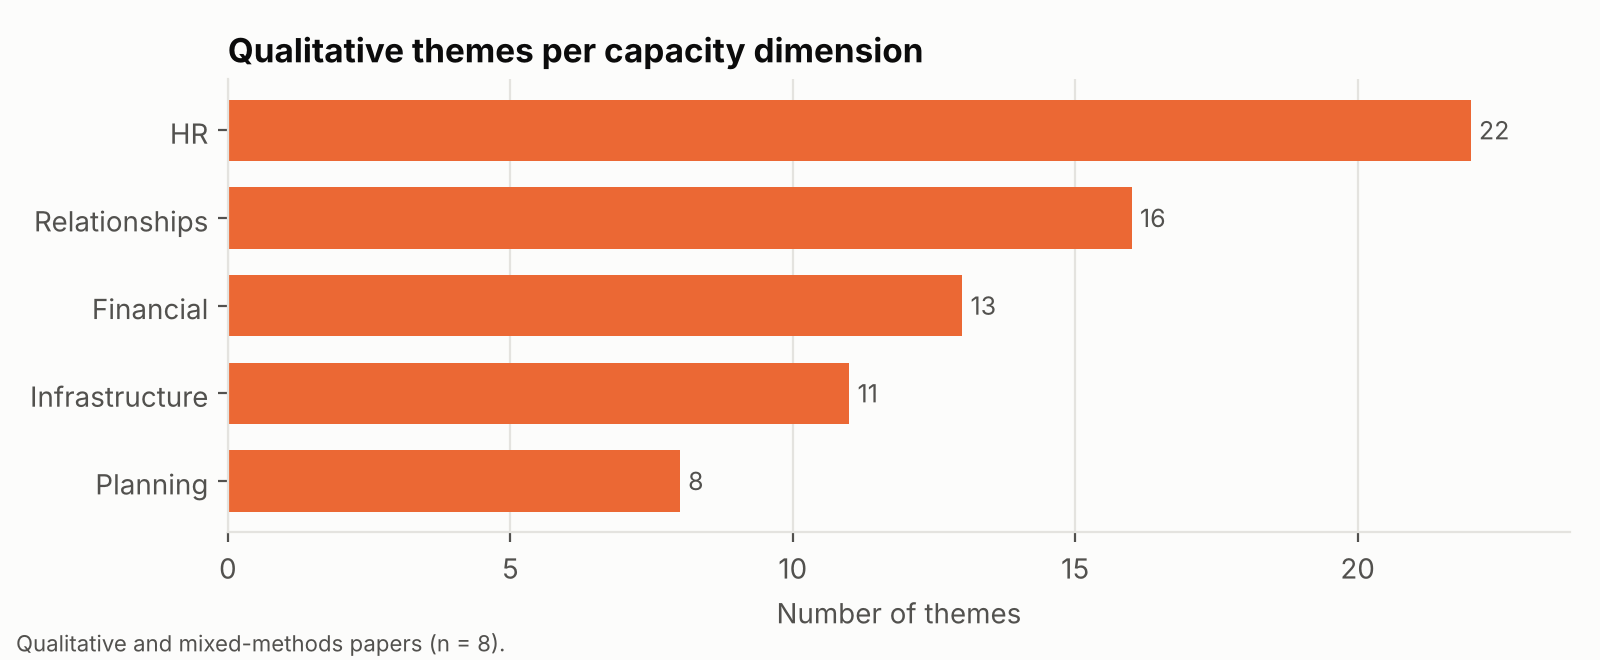 Qualitative themes per capacity dimension
HR
22
Relationships
16
Financial
13
Infrastructure
11
Planning
8
0 5 10 15 20
Number of themes
Qualitative and mixed-methods papers (n = 8).